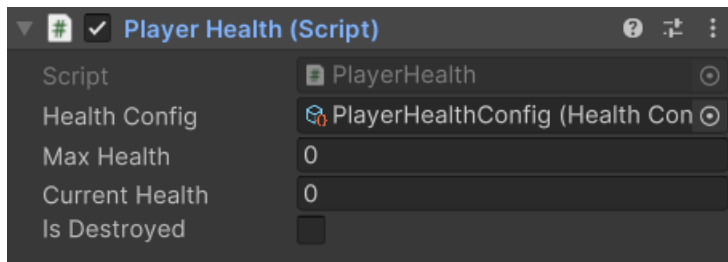 # Player Health (Script)
Script # PlayerHealth
Health Config PlayerHealthConfig (Health Con
Max Health 0
Current Health 0
Is Destroyed